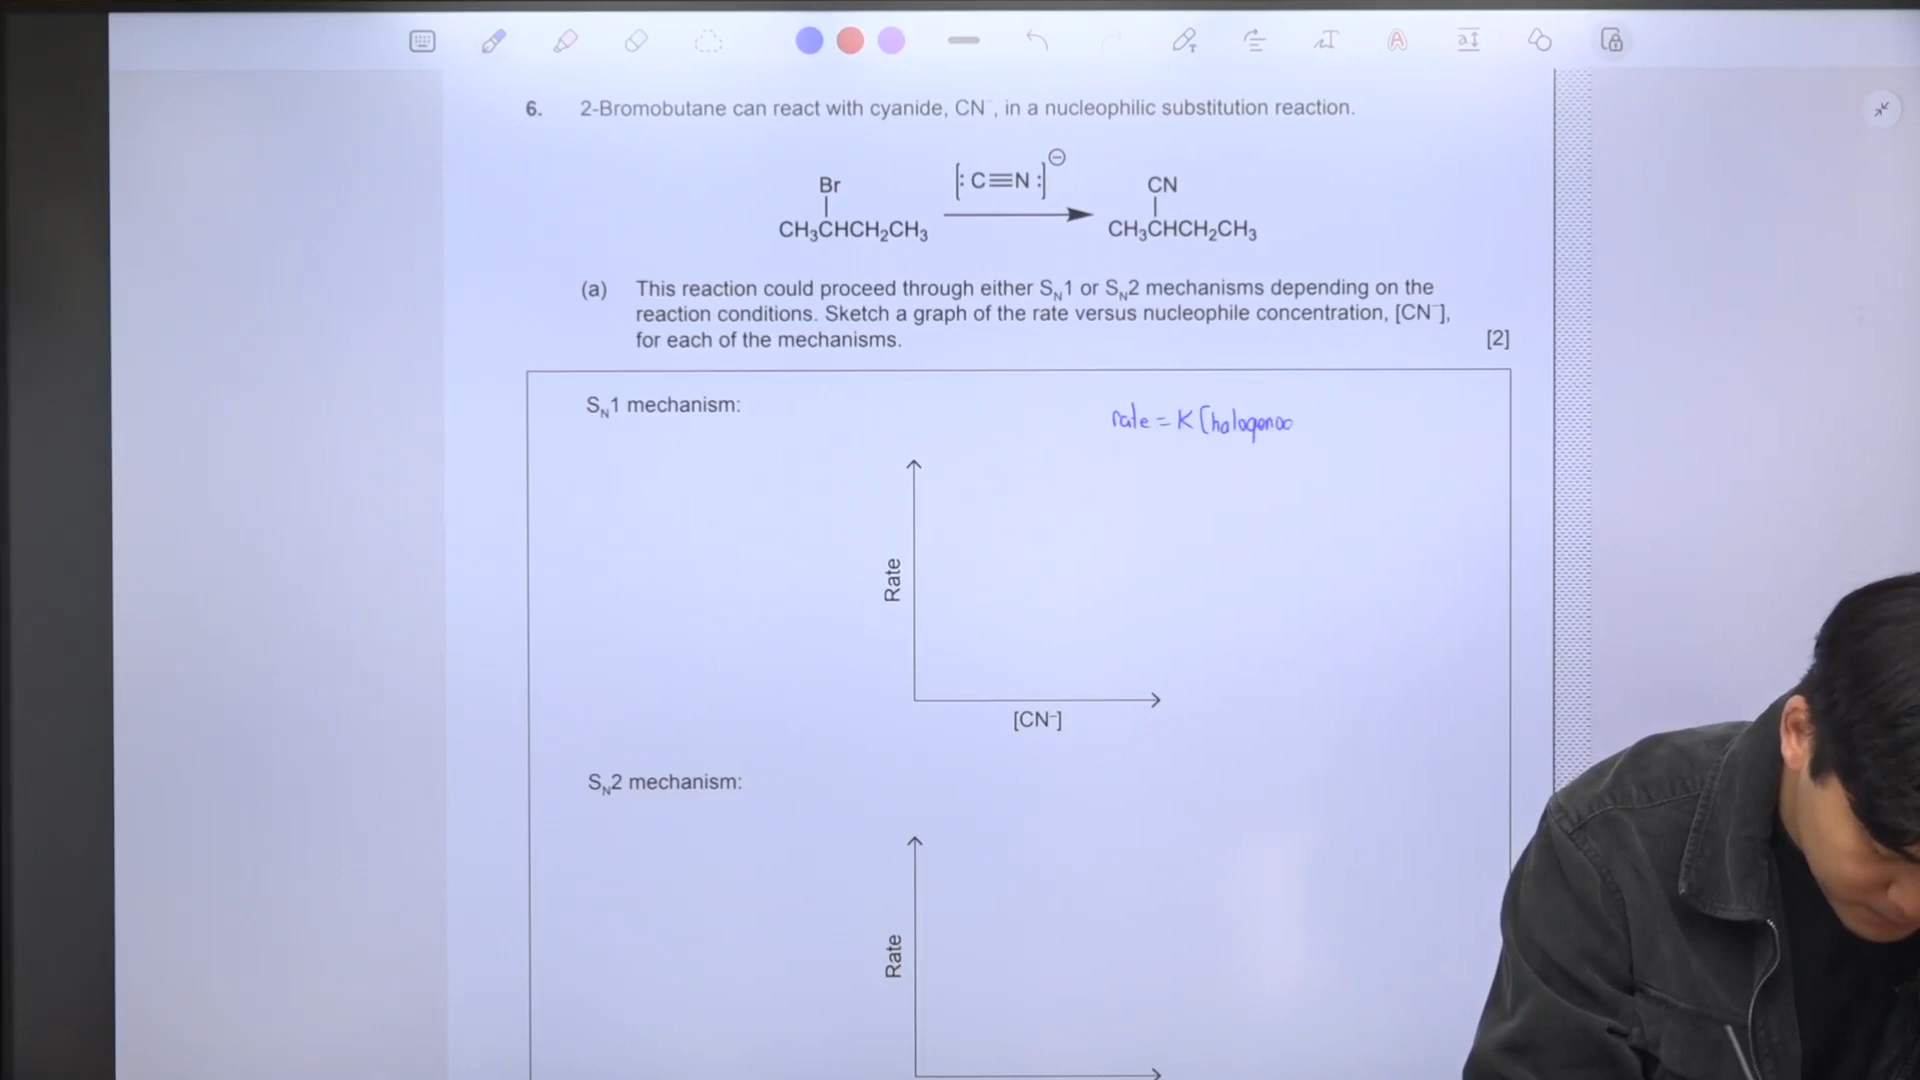 6. 2-Bromobutane can react with cyanide, CN⁻, in a nucleophilic substitution reaction.
[:C≡N:]⊖
Br
CN
CH₃CHCH₂CH₃
CH₃CHCH₂CH₃
(a) This reaction could proceed through either S_N1 or S_N2 mechanisms depending on the
reaction conditions. Sketch a graph of the rate versus nucleophile concentration, [CN⁻],
for each of the mechanisms. [2]
S_N1 mechanism:
rate = K [halogenoa
Rate
[CN⁻]
S_N2 mechanism:
Rate